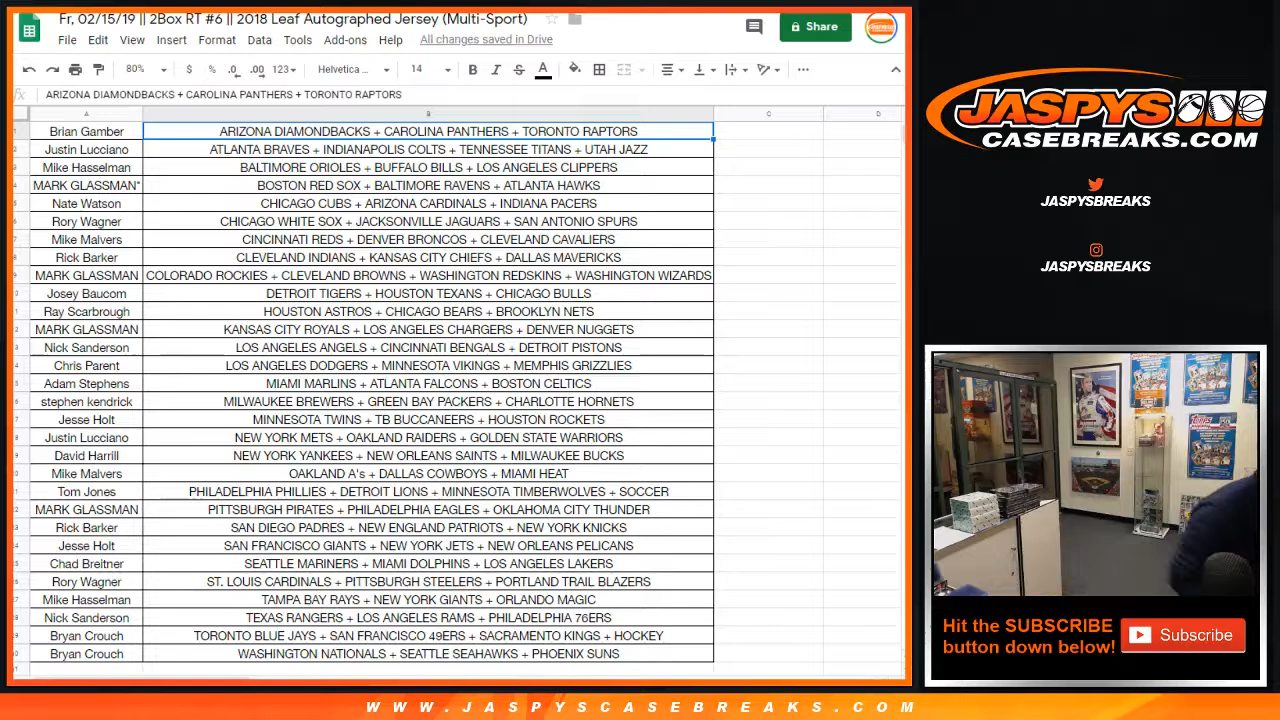 Fr, 02/15/19 || 2Box RT #6 || 2018 Leaf Autographed Jersey (Multi-Sport)
File Edit View Insert Format Data Tools Add-ons Help All changes saved in Drive
Share
80% $ % .0 .00 123 Helvetica ... 14 B I S A
fx ARIZONA DIAMONDBACKS + CAROLINA PANTHERS + TORONTO RAPTORS
A B C D
Brian Gamber ARIZONA DIAMONDBACKS + CAROLINA PANTHERS + TORONTO RAPTORS
Justin Lucciano ATLANTA BRAVES + INDIANAPOLIS COLTS + TENNESSEE TITANS + UTAH JAZZ
Mike Hasselman BALTIMORE ORIOLES + BUFFALO BILLS + LOS ANGELES CLIPPERS
MARK GLASSMAN* BOSTON RED SOX + BALTIMORE RAVENS + ATLANTA HAWKS
Nate Watson CHICAGO CUBS + ARIZONA CARDINALS + INDIANA PACERS
Rory Wagner CHICAGO WHITE SOX + JACKSONVILLE JAGUARS + SAN ANTONIO SPURS
Mike Malvers CINCINNATI REDS + DENVER BRONCOS + CLEVELAND CAVALIERS
Rick Barker CLEVELAND INDIANS + KANSAS CITY CHIEFS + DALLAS MAVERICKS
MARK GLASSMAN COLORADO ROCKIES + CLEVELAND BROWNS + WASHINGTON REDSKINS + WASHINGTON WIZARDS
Josey Baucom DETROIT TIGERS + HOUSTON TEXANS + CHICAGO BULLS
Ray Scarbrough HOUSTON ASTROS + CHICAGO BEARS + BROOKLYN NETS
MARK GLASSMAN KANSAS CITY ROYALS + LOS ANGELES CHARGERS + DENVER NUGGETS
Nick Sanderson LOS ANGELES ANGELS + CINCINNATI BENGALS + DETROIT PISTONS
Chris Parent LOS ANGELES DODGERS + MINNESOTA VIKINGS + MEMPHIS GRIZZLIES
Adam Stephens MIAMI MARLINS + ATLANTA FALCONS + BOSTON CELTICS
stephen kendrick MILWAUKEE BREWERS + GREEN BAY PACKERS + CHARLOTTE HORNETS
Jesse Holt MINNESOTA TWINS + TB BUCCANEERS + HOUSTON ROCKETS
Justin Lucciano NEW YORK METS + OAKLAND RAIDERS + GOLDEN STATE WARRIORS
David Harrill NEW YORK YANKEES + NEW ORLEANS SAINTS + MILWAUKEE BUCKS
Mike Malvers OAKLAND A's + DALLAS COWBOYS + MIAMI HEAT
Tom Jones PHILADELPHIA PHILLIES + DETROIT LIONS + MINNESOTA TIMBERWOLVES + SOCCER
MARK GLASSMAN PITTSBURGH PIRATES + PHILADELPHIA EAGLES + OKLAHOMA CITY THUNDER
Rick Barker SAN DIEGO PADRES + NEW ENGLAND PATRIOTS + NEW YORK KNICKS
Jesse Holt SAN FRANCISCO GIANTS + NEW YORK JETS + NEW ORLEANS PELICANS
Chad Breitner SEATTLE MARINERS + MIAMI DOLPHINS + LOS ANGELES LAKERS
Rory Wagner ST. LOUIS CARDINALS + PITTSBURGH STEELERS + PORTLAND TRAIL BLAZERS
Mike Hasselman TAMPA BAY RAYS + NEW YORK GIANTS + ORLANDO MAGIC
Nick Sanderson TEXAS RANGERS + LOS ANGELES RAMS + PHILADELPHIA 76ERS
Bryan Crouch TORONTO BLUE JAYS + SAN FRANCISCO 49ERS + SACRAMENTO KINGS + HOCKEY
Bryan Crouch WASHINGTON NATIONALS + SEATTLE SEAHAWKS + PHOENIX SUNS
JASPYS
CASEBREAKS.COM
JASPYSBREAKS
JASPYSBREAKS
Hit the SUBSCRIBE
button down below!
Subscribe
WWW.JASPYSCASEBREAKS.COM